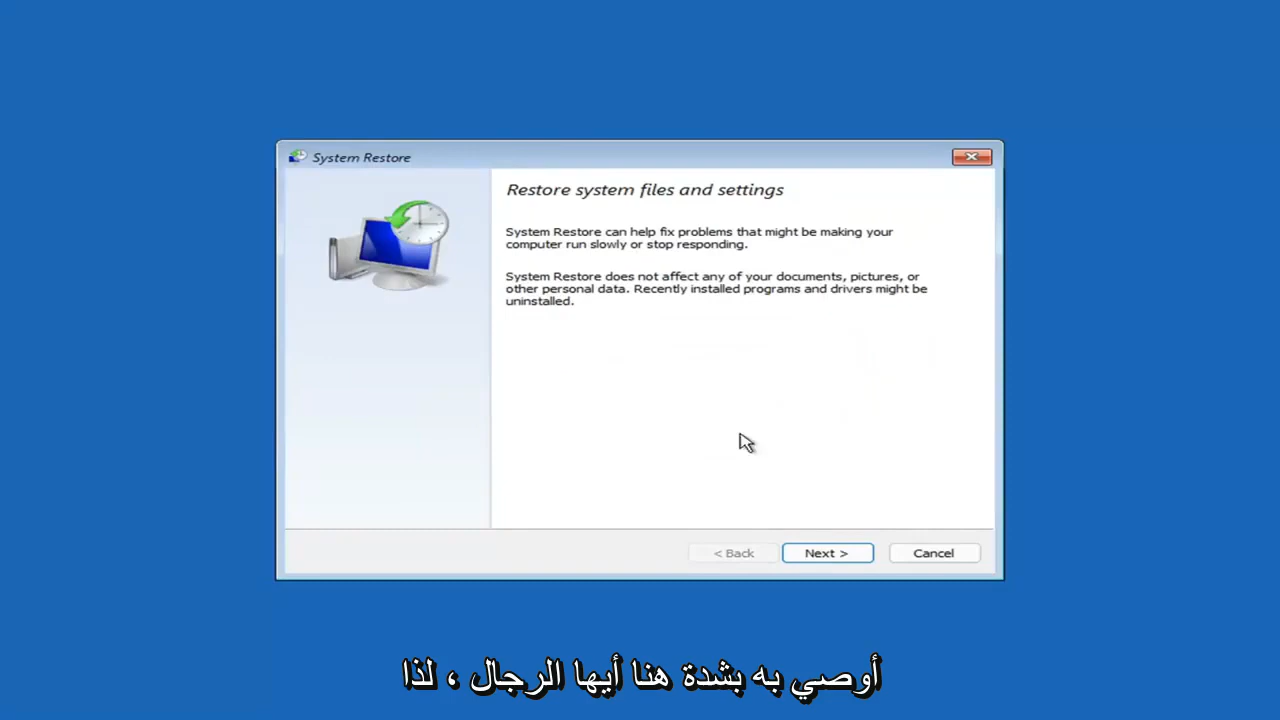 System Restore
Restore system files and settings
System Restore can help fix problems that might be making your
computer run slowly or stop responding.
System Restore does not affect any of your documents, pictures, or
other personal data. Recently installed programs and drivers might be
uninstalled.
< Back
Next >
Cancel
أوصي به بشدة هنا أيها الرجال ، لذا